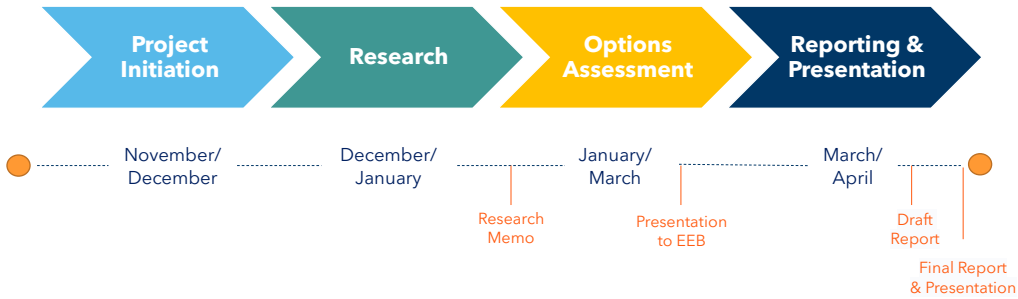 Project
Initiation
Research
Options
Assessment
Reporting &
Presentation
November/
December
December/
January
January/
March
March/
April
Research
Memo
Presentation
to EEB
Draft
Report
Final Report
& Presentation